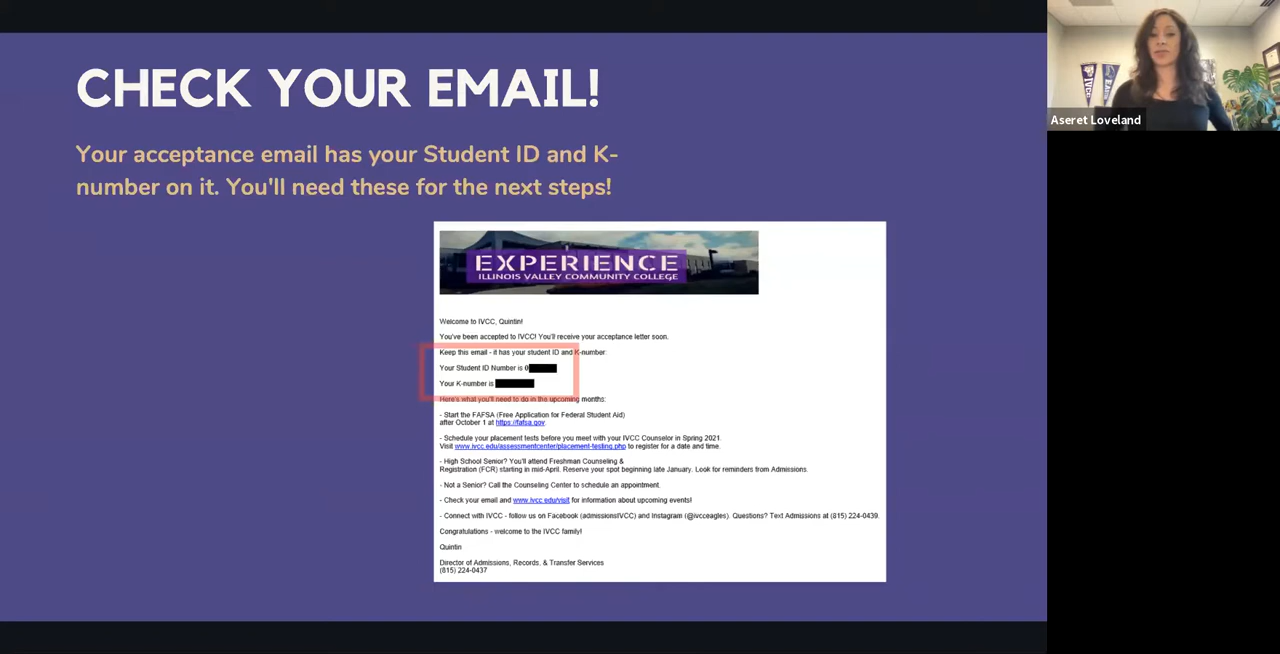 CHECK YOUR EMAIL!
Your acceptance email has your Student ID and K-
number on it. You'll need these for the next steps!
EXPERIENCE
ILLINOIS VALLEY COMMUNITY COLLEGE
Welcome to IVCC, Quintin!
You've been accepted to IVCC! You'll receive your acceptance letter soon.
Keep this email - it has your student ID and K-number
Your Student ID Number is 0
Your K-number is
Here's what you'll need to do in the upcoming months:
- Start the FAFSA (Free Application for Federal Student Aid)
after October 1 at https://fafsa.gov.
- Schedule your placement tests before you meet with your IVCC Counselor in Spring 2021.
Visit www.ivcc.edu/assessmentcenter/placement-testing.php to register for a date and time.
- High School Senior? You'll attend Freshman Counseling &
Registration (FCR) starting in mid-April. Reserve your spot beginning late January. Look for reminders from Admissions.
- Not a Senior? Call the Counseling Center to schedule an appointment.
- Check your email and www.ivcc.edu/visit for information about upcoming events!
- Connect with IVCC - follow us on Facebook (admissionsIVCC) and Instagram (@ivcceagles). Questions? Text Admissions at (815) 224-0439.
Congratulations - welcome to the IVCC family!
Quintin
Director of Admissions, Records, & Transfer Services
(815) 224-0437
IVCC
Aseret Loveland